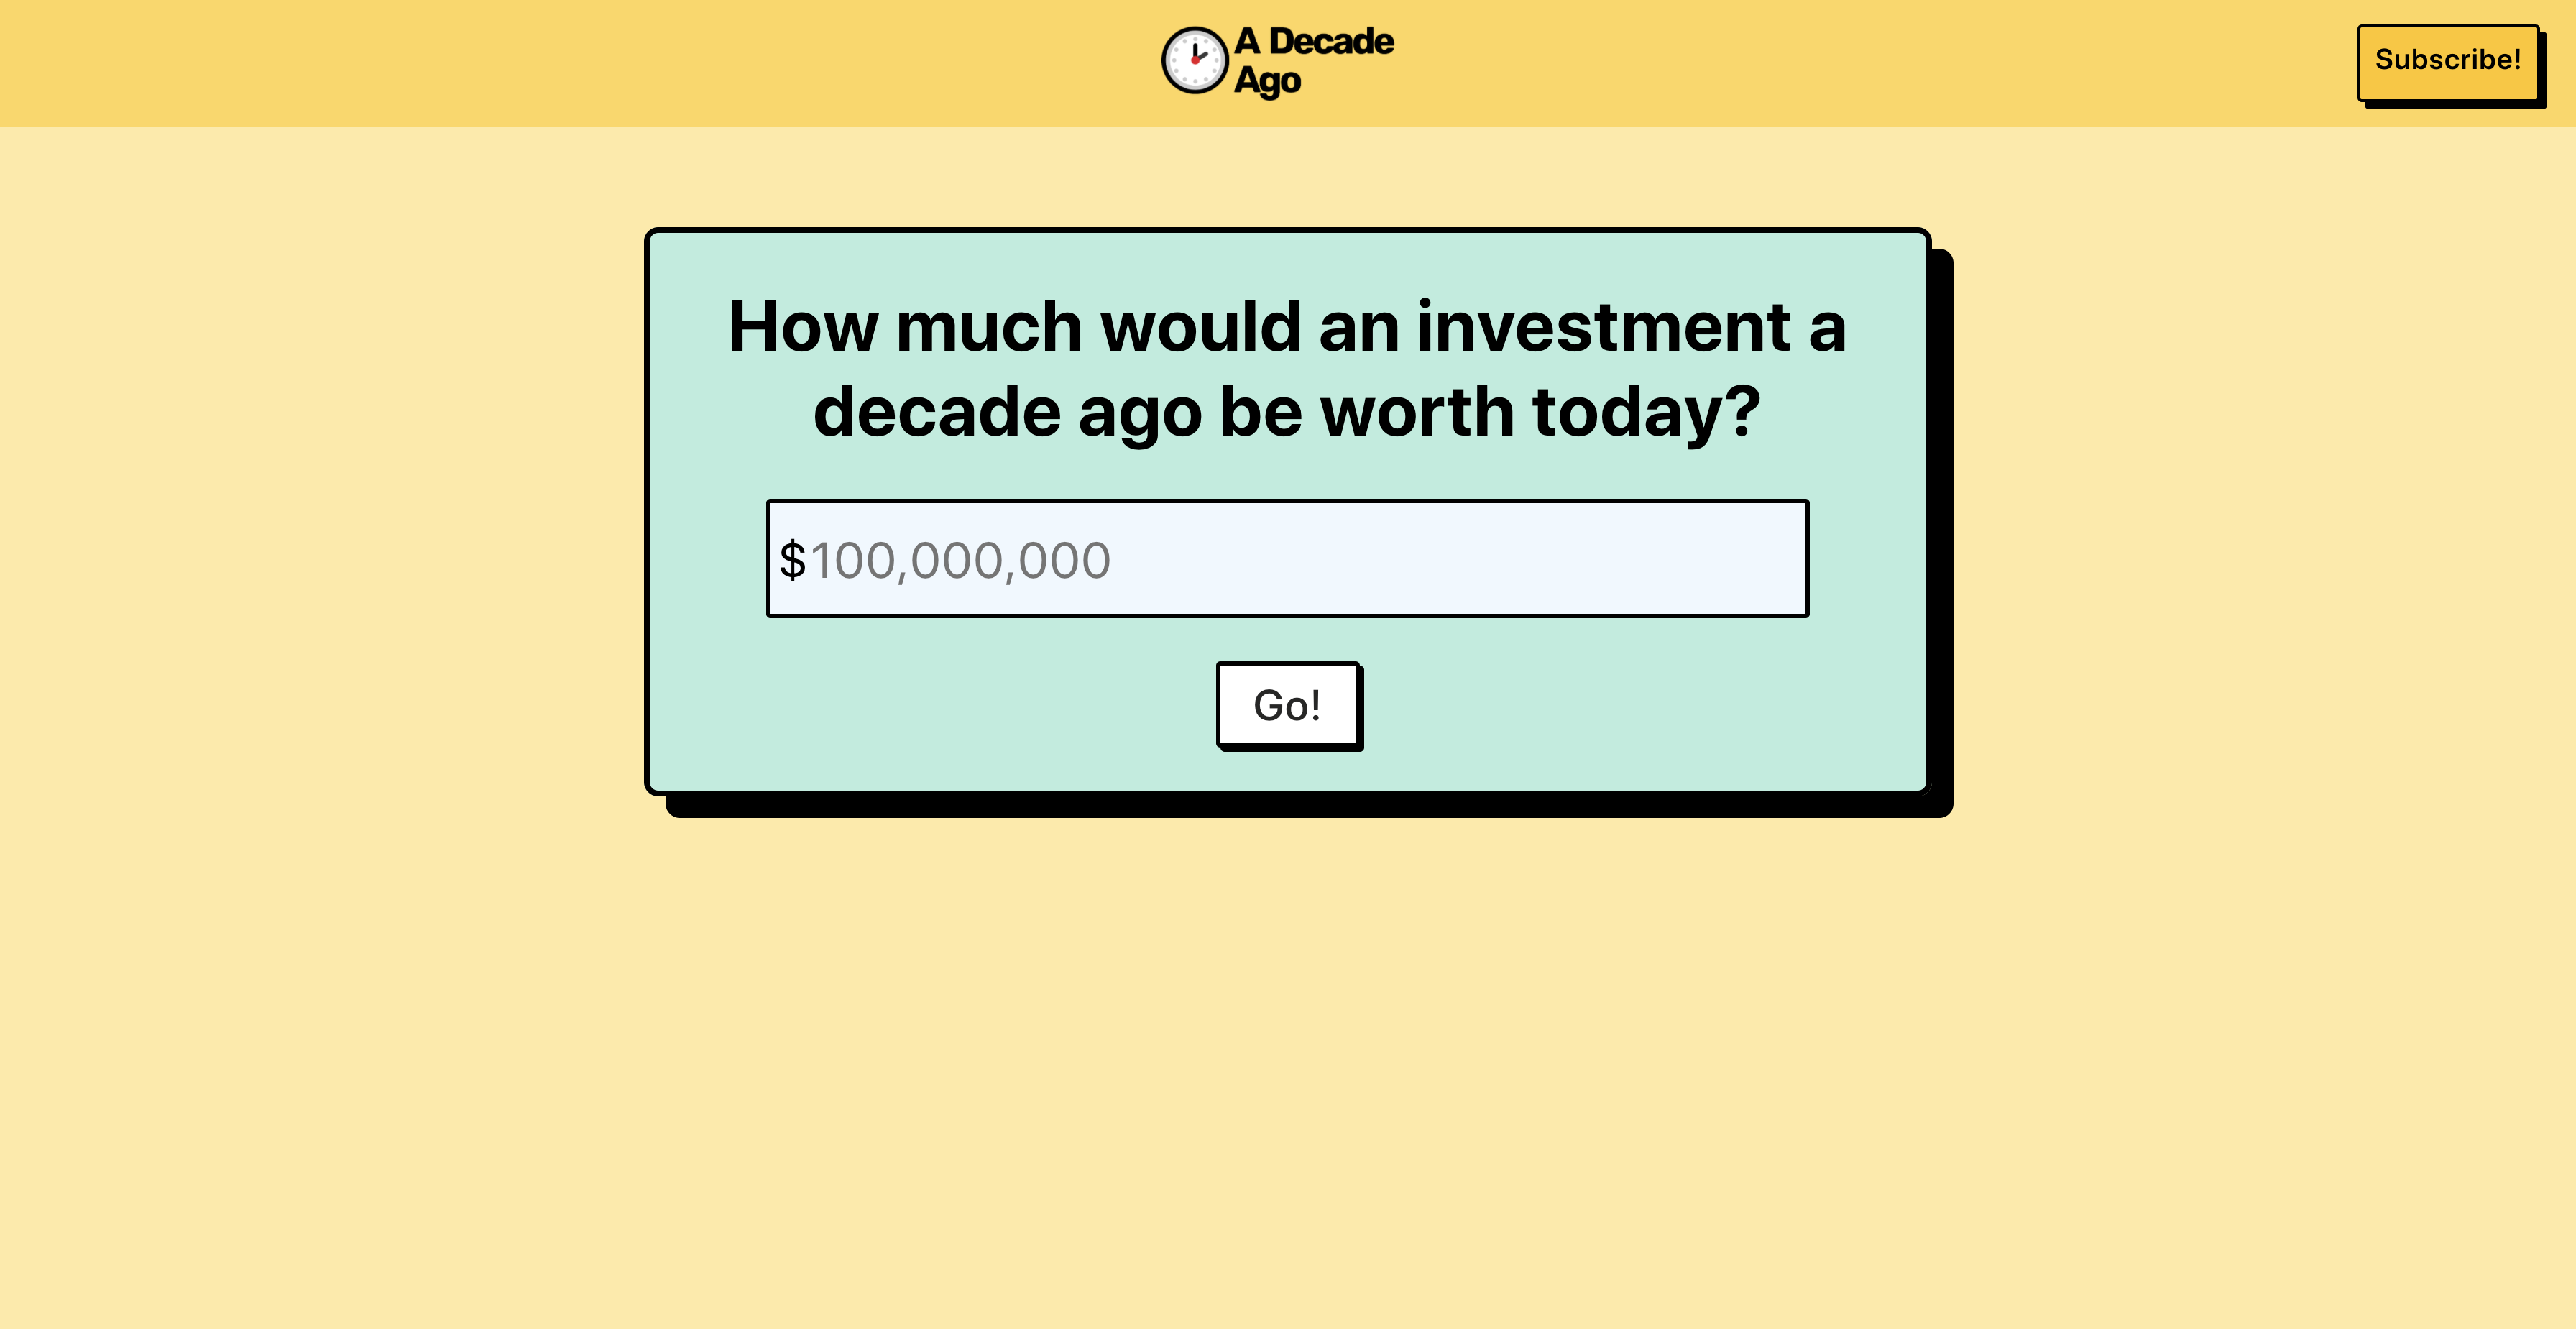 A Decade
Ago
Subscribe!
How much would an investment a
decade ago be worth today?
$100,000,000
Go!